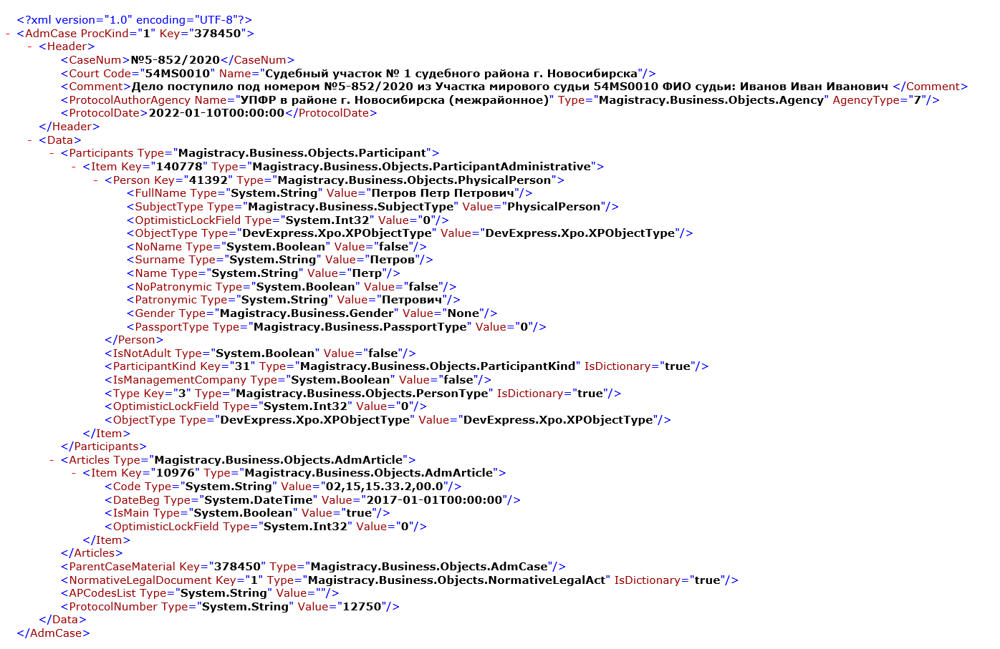 <?xml version="1.0" encoding="UTF-8"?>
- <AdmCase ProcKind="1" Key="378450">
- <Header>
<CaseNum>№5-852/2020</CaseNum>
<Court Code="54MS0010" Name="Судебный участок № 1 судебного района г. Новосибирска"/>
<Comment>Дело поступило под номером №5-852/2020 из Участка мирового судьи 54MS0010 ФИО судьи: Иванов Иван Иванович </Comment>
<ProtocolAuthorAgency Name="УПФР в районе г. Новосибирска (межрайонное)" Type="Magistracy.Business.Objects.Agency" AgencyType="7"/>
<ProtocolDate>2022-01-10T00:00:00</ProtocolDate>
</Header>
- <Data>
- <Participants Type="Magistracy.Business.Objects.Participant">
- <Item Key="140778" Type="Magistracy.Business.Objects.ParticipantAdministrative">
- <Person Key="41392" Type="Magistracy.Business.Objects.PhysicalPerson">
<FullName Type="System.String" Value="Петров Петр Петрович"/>
<SubjectType Type="Magistracy.Business.SubjectType" Value="PhysicalPerson"/>
<OptimisticLockField Type="System.Int32" Value="0"/>
<ObjectType Type="DevExpress.Xpo.XPObjectType" Value="DevExpress.Xpo.XPObjectType"/>
<NoName Type="System.Boolean" Value="false"/>
<Surname Type="System.String" Value="Петров"/>
<Name Type="System.String" Value="Петр"/>
<NoPatronymic Type="System.Boolean" Value="false"/>
<Patronymic Type="System.String" Value="Петрович"/>
<Gender Type="Magistracy.Business.Gender" Value="None"/>
<PassportType Type="Magistracy.Business.PassportType" Value="0"/>
</Person>
<IsNotAdult Type="System.Boolean" Value="false"/>
<ParticipantKind Key="31" Type="Magistracy.Business.Objects.ParticipantKind" IsDictionary="true"/>
<IsManagementCompany Type="System.Boolean" Value="false"/>
<Type Key="3" Type="Magistracy.Business.Objects.PersonType" IsDictionary="true"/>
<OptimisticLockField Type="System.Int32" Value="0"/>
<ObjectType Type="DevExpress.Xpo.XPObjectType" Value="DevExpress.Xpo.XPObjectType"/>
</Item>
</Participants>
- <Articles Type="Magistracy.Business.Objects.AdmArticle">
- <Item Key="10976" Type="Magistracy.Business.Objects.AdmArticle">
<Code Type="System.String" Value="02,15,15.33.2,00.0"/>
<DateBeg Type="System.DateTime" Value="2017-01-01T00:00:00"/>
<IsMain Type="System.Boolean" Value="true"/>
<OptimisticLockField Type="System.Int32" Value="0"/>
</Item>
</Articles>
<ParentCaseMaterial Key="378450" Type="Magistracy.Business.Objects.AdmCase"/>
<NormativeLegalDocument Key="1" Type="Magistracy.Business.Objects.NormativeLegalAct" IsDictionary="true"/>
<APCodesList Type="System.String" Value=""/>
<ProtocolNumber Type="System.String" Value="12750"/>
</Data>
</AdmCase>